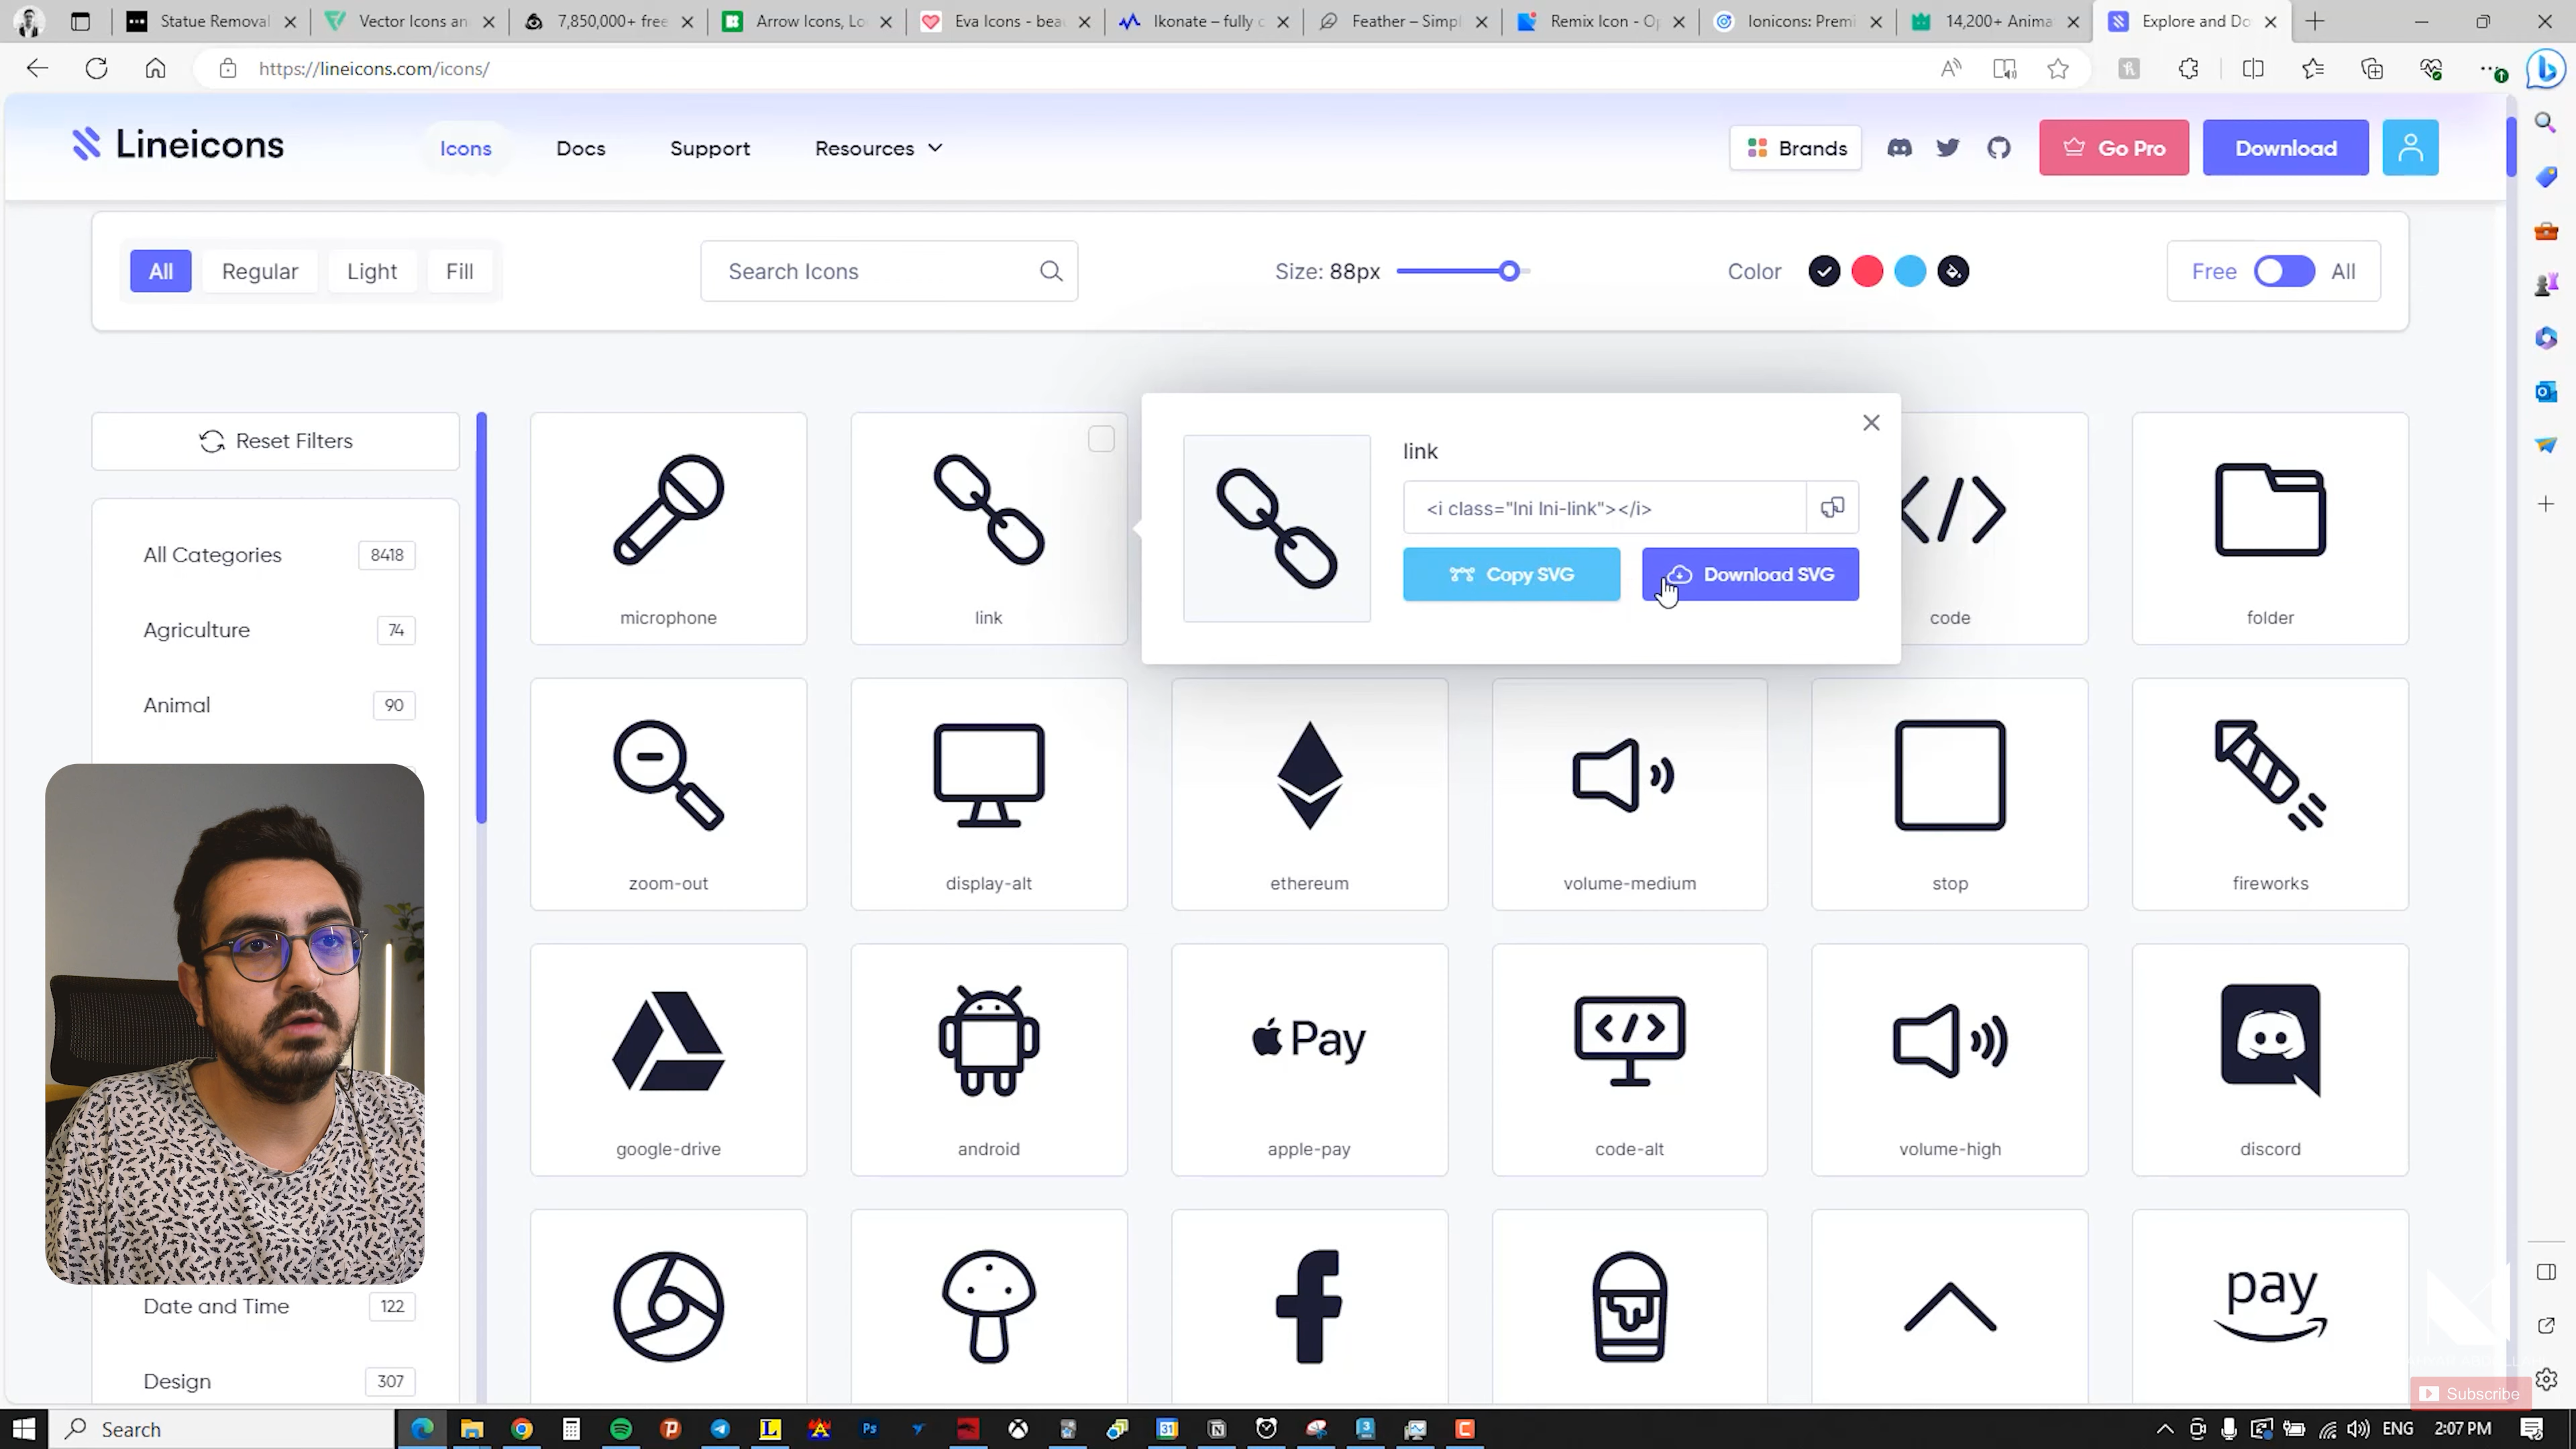 Statue Removal
Vector Icons an
7,850,000+ free
Arrow Icons, Lo
Eva Icons - bea
Ikonate – fully c
Feather – Simpl
Remix Icon - Op
Ionicons: Premi
14,200+ Anima
Explore and Do
https://lineicons.com/icons/
Lineicons
Icons
Docs
Support
Resources
Brands
Go Pro
Download
All
Regular
Light
Fill
Search Icons
Size: 88px
Color
Free
All
Reset Filters
link
<i class="lni lni-link"></i>
Copy SVG
Download SVG
All Categories 8418
Agriculture 74
Animal 90
Date and Time 122
Design 307
microphone
link
code
folder
zoom-out
display-alt
ethereum
volume-medium
stop
fireworks
Pay
google-drive
android
apple-pay
code-alt
volume-high
discord
pay
Subscribe
Search
Ps
31
ENG
2:07 PM